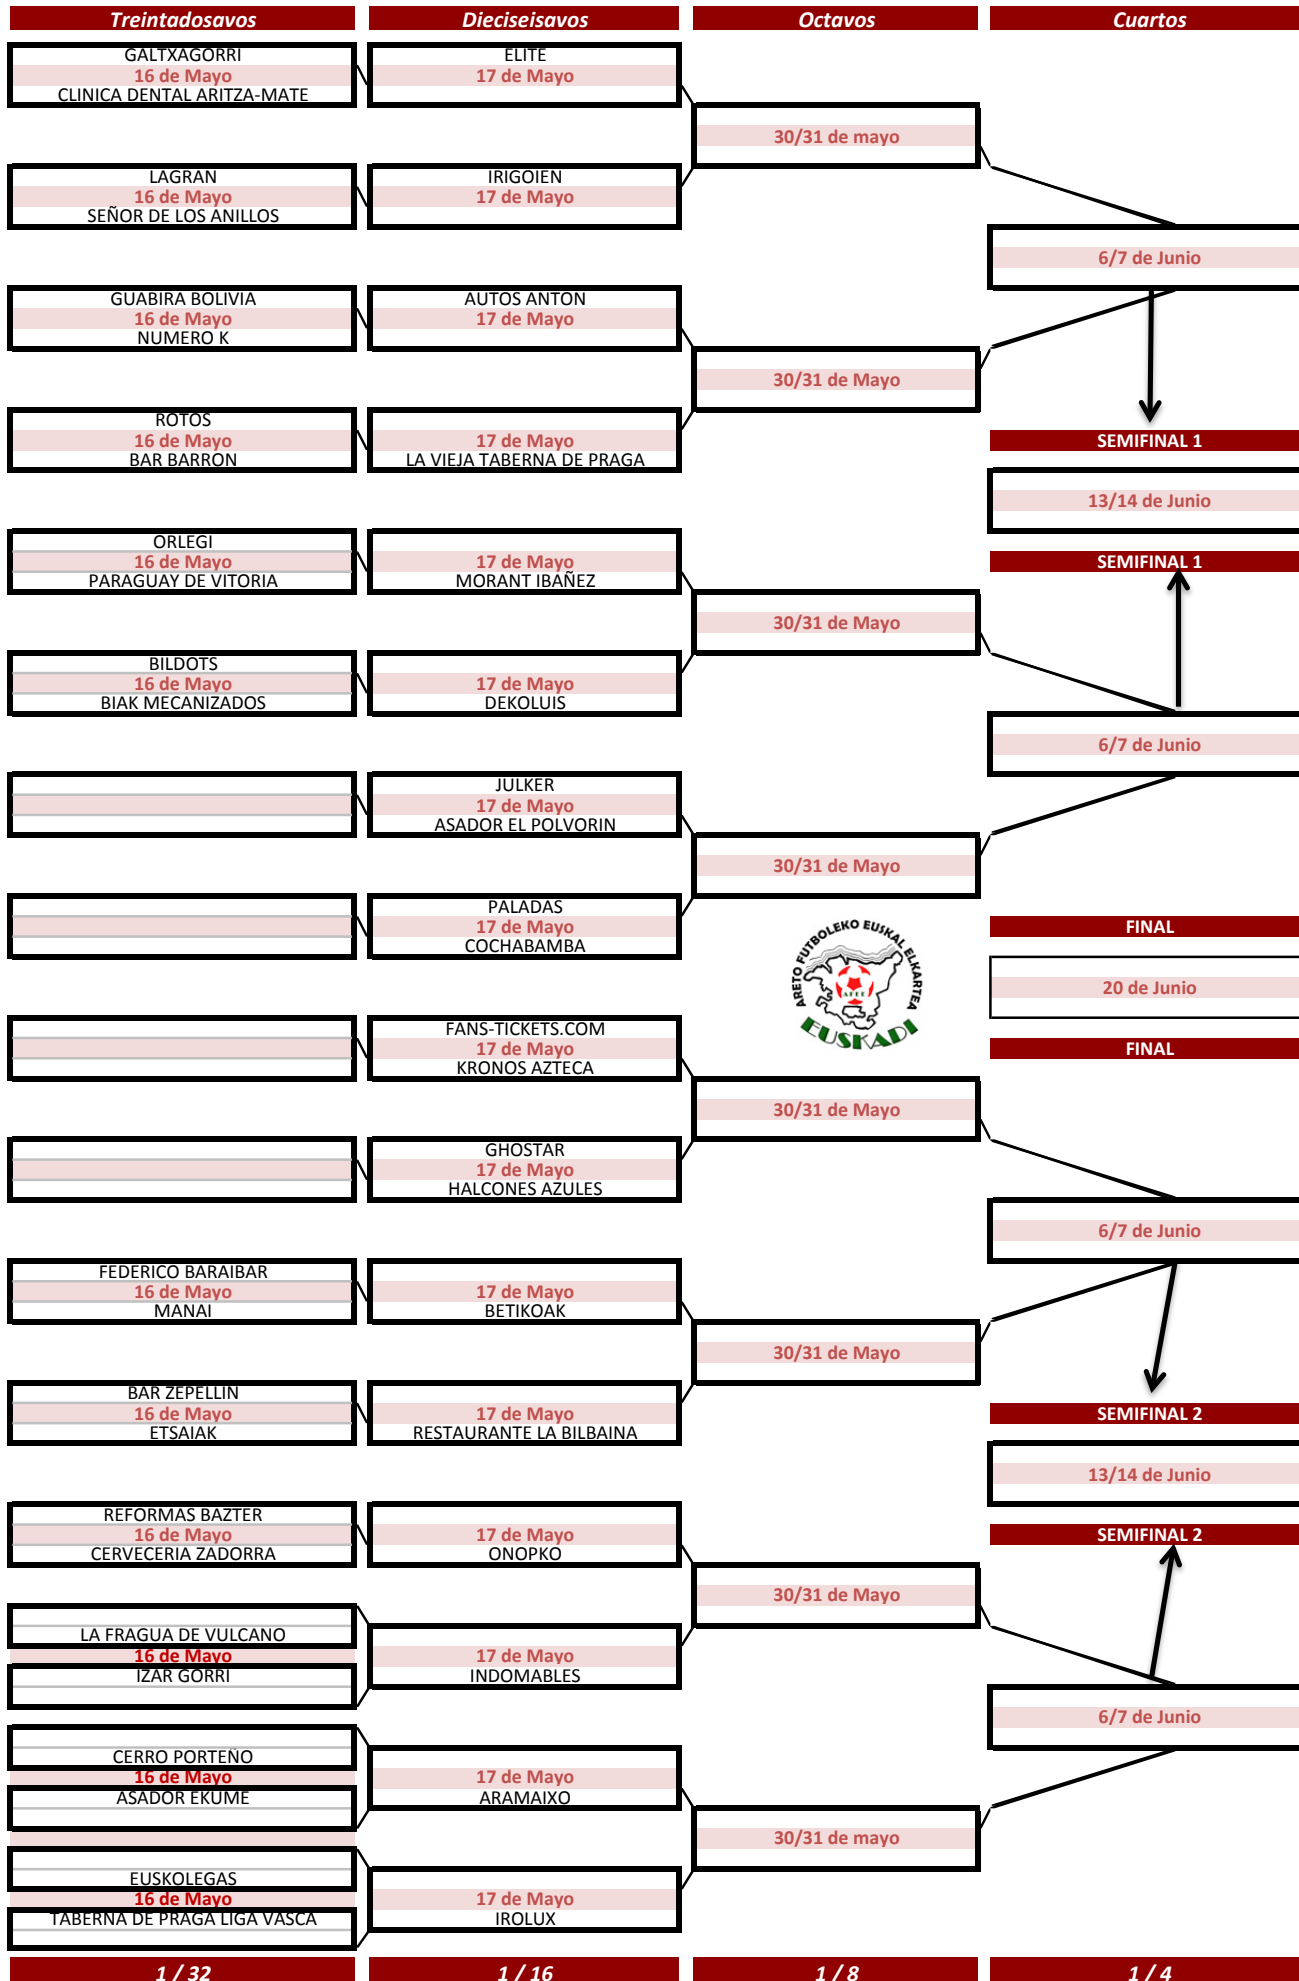 Treintadosavos
Dieciseisavos
Octavos
Cuartos
GALTXAGORRI
16 de Mayo
CLINICA DENTAL ARITZA-MATE
ELITE
17 de Mayo
30/31 de mayo
LAGRAN
16 de Mayo
SEÑOR DE LOS ANILLOS
IRIGOIEN
17 de Mayo
6/7 de Junio
GUABIRA BOLIVIA
16 de Mayo
NUMERO K
AUTOS ANTON
17 de Mayo
30/31 de Mayo
ROTOS
16 de Mayo
BAR BARRON
17 de Mayo
LA VIEJA TABERNA DE PRAGA
SEMIFINAL 1
13/14 de Junio
SEMIFINAL 1
ORLEGI
16 de Mayo
PARAGUAY DE VITORIA
17 de Mayo
MORANT IBAÑEZ
30/31 de Mayo
BILDOTS
16 de Mayo
BIAK MECANIZADOS
17 de Mayo
DEKOLUIS
6/7 de Junio
JULKER
17 de Mayo
ASADOR EL POLVORIN
30/31 de Mayo
PALADAS
17 de Mayo
COCHABAMBA
ARETO FUTBOLEKO EUSKAL ELKARTEA
AFEE
EUSKADI
FINAL
20 de Junio
FINAL
FANS-TICKETS.COM
17 de Mayo
KRONOS AZTECA
30/31 de Mayo
GHOSTAR
17 de Mayo
HALCONES AZULES
6/7 de Junio
FEDERICO BARAIBAR
16 de Mayo
MANAI
17 de Mayo
BETIKOAK
30/31 de Mayo
BAR ZEPELLIN
16 de Mayo
ETSAIAK
17 de Mayo
RESTAURANTE LA BILBAINA
SEMIFINAL 2
13/14 de Junio
SEMIFINAL 2
REFORMAS BAZTER
16 de Mayo
CERVECERIA ZADORRA
17 de Mayo
ONOPKO
30/31 de Mayo
LA FRAGUA DE VULCANO
16 de Mayo
IZAR GORRI
17 de Mayo
INDOMABLES
6/7 de Junio
CERRO PORTEÑO
16 de Mayo
ASADOR EKUME
17 de Mayo
ARAMAIXO
30/31 de mayo
EUSKOLEGAS
16 de Mayo
TABERNA DE PRAGA LIGA VASCA
17 de Mayo
IROLUX
1 / 32
1 / 16
1 / 8
1 / 4